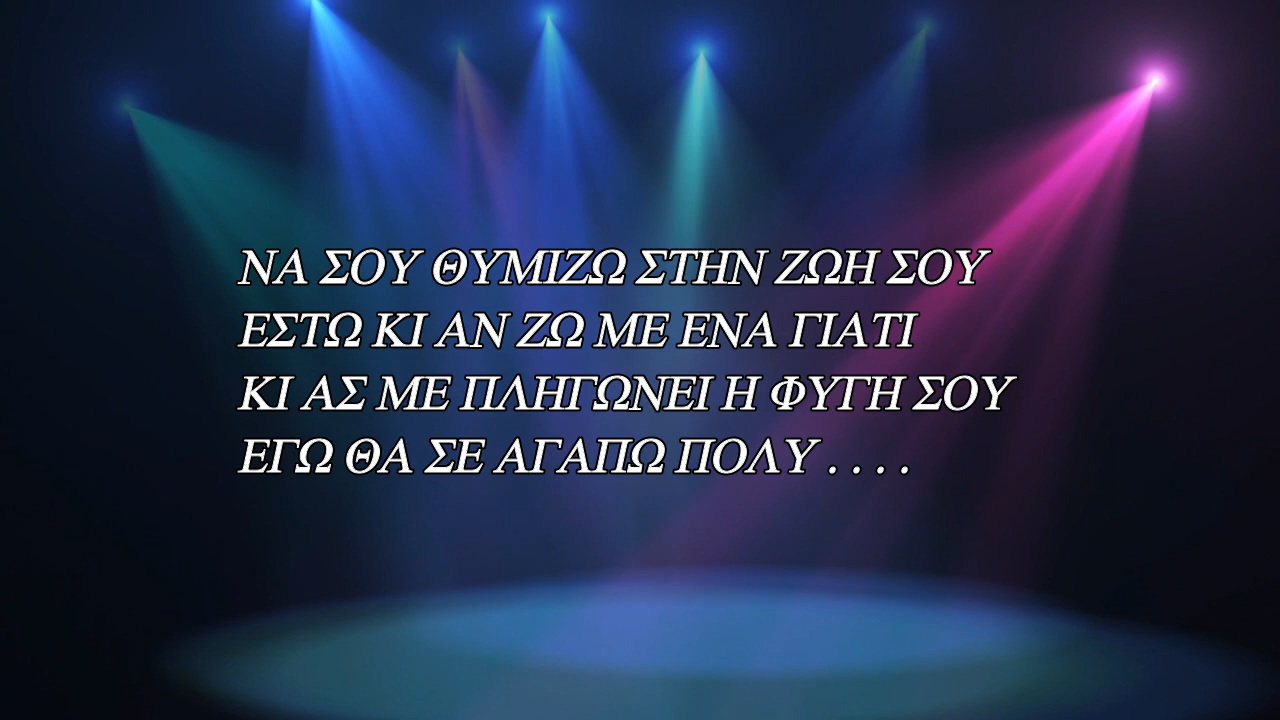 ΝΑ ΣΟΥ ΘΥΜΙΖΩ ΣΤΗΝ ΖΩΗ ΣΟΥ
ΕΣΤΩ ΚΙ ΑΝ ΖΩ ΜΕ ΕΝΑ ΓΙΑΤΙ
ΚΙ ΑΣ ΜΕ ΠΛΗΓΩΝΕΙ Η ΦΥΓΗ ΣΟΥ
ΕΓΩ ΘΑ ΣΕ ΑΓΑΠΩ ΠΟΛΥ . . . .